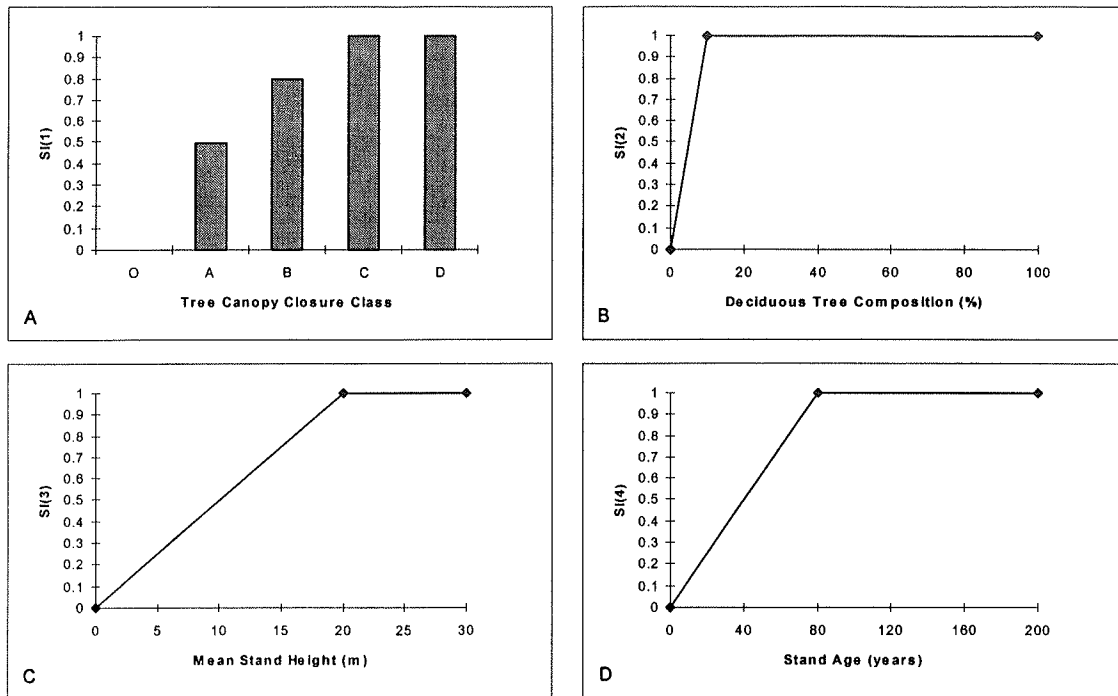 SI(1)
1
0.9
0.8
0.7
0.6
0.5
0.4
0.3
0.2
0.1
0
O A B C D
Tree Canopy Closure Class
A
SI(2)
1
0.9
0.8
0.7
0.6
0.5
0.4
0.3
0.2
0.1
0
0 20 40 60 80 100
Deciduous Tree Composition (%)
B
SI(3)
1
0.9
0.8
0.7
0.6
0.5
0.4
0.3
0.2
0.1
0
0 5 10 15 20 25 30
Mean Stand Height (m)
C
SI(4)
1
0.9
0.8
0.7
0.6
0.5
0.4
0.3
0.2
0.1
0
0 40 80 120 160 200
Stand Age (years)
D